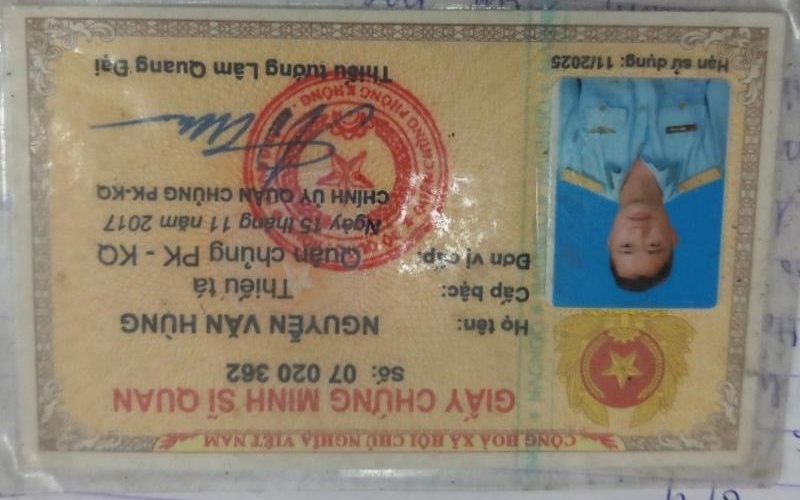 CỘNG HOÀ XÃ HỘI CHỦ NGHĨA VIỆT NAM
GIẤY CHỨNG MINH SĨ QUAN
Số: 07 020 362
Họ tên: NGUYỄN VĂN HÙNG
Cấp bậc: Thiếu tá
Đơn vị cấp: Quân chủng PK - KQ
Ngày 15 tháng 11 năm 2017
CHÍNH ỦY QUÂN CHỦNG PK-KQ
Thiếu tướng Lâm Quang Đại
Hạn sử dụng: 11/2025